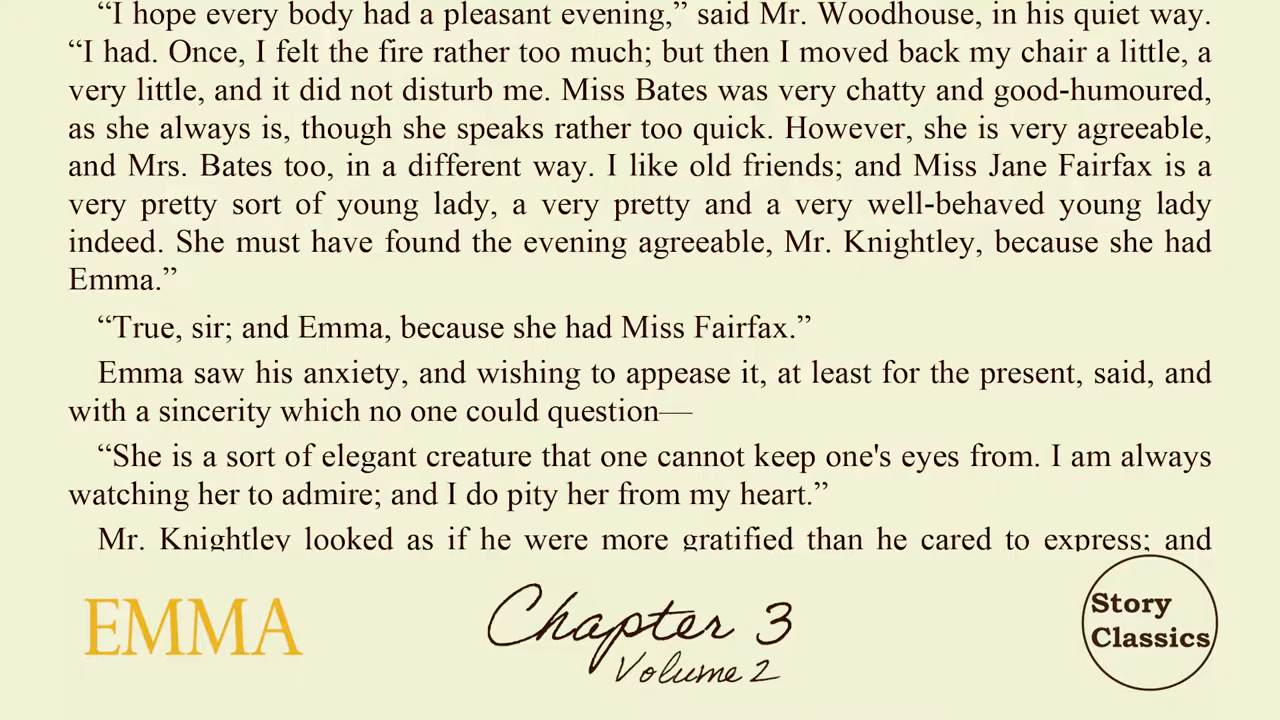 “I hope every body had a pleasant evening,” said Mr. Woodhouse, in his quiet way.
“I had. Once, I felt the fire rather too much; but then I moved back my chair a little, a
very little, and it did not disturb me. Miss Bates was very chatty and good-humoured,
as she always is, though she speaks rather too quick. However, she is very agreeable,
and Mrs. Bates too, in a different way. I like old friends; and Miss Jane Fairfax is a
very pretty sort of young lady, a very pretty and a very well-behaved young lady
indeed. She must have found the evening agreeable, Mr. Knightley, because she had
Emma.”
“True, sir; and Emma, because she had Miss Fairfax.”
Emma saw his anxiety, and wishing to appease it, at least for the present, said, and
with a sincerity which no one could question—
“She is a sort of elegant creature that one cannot keep one's eyes from. I am always
watching her to admire; and I do pity her from my heart.”
Mr. Knightley looked as if he were more gratified than he cared to express; and
EMMA
Chapter 3
Volume 2
Story
Classics